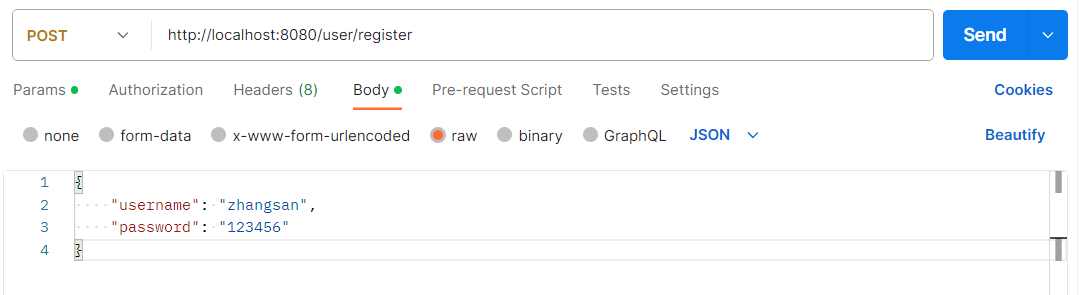 POST http://localhost:8080/user/register Send
Params Authorization Headers (8) Body Pre-request Script Tests Settings Cookies
none form-data x-www-form-urlencoded raw binary GraphQL JSON Beautify
1 {
2 "username": "zhangsan",
3 "password": "123456"
4 }